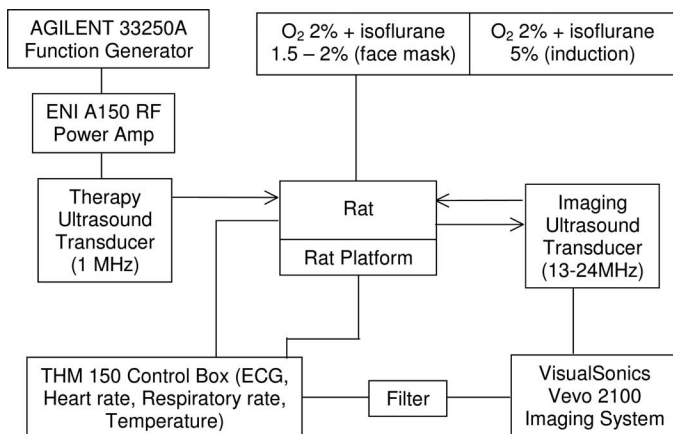 AGILENT 33250A
Function Generator
O₂ 2% + isoflurane
1.5 – 2% (face mask)
O₂ 2% + isoflurane
5% (induction)
ENI A150 RF
Power Amp
Therapy
Ultrasound
Transducer
(1 MHz)
Rat
Rat Platform
Imaging
Ultrasound
Transducer
(13-24MHz)
THM 150 Control Box (ECG,
Heart rate, Respiratory rate,
Temperature)
Filter
VisualSonics
Vevo 2100
Imaging System